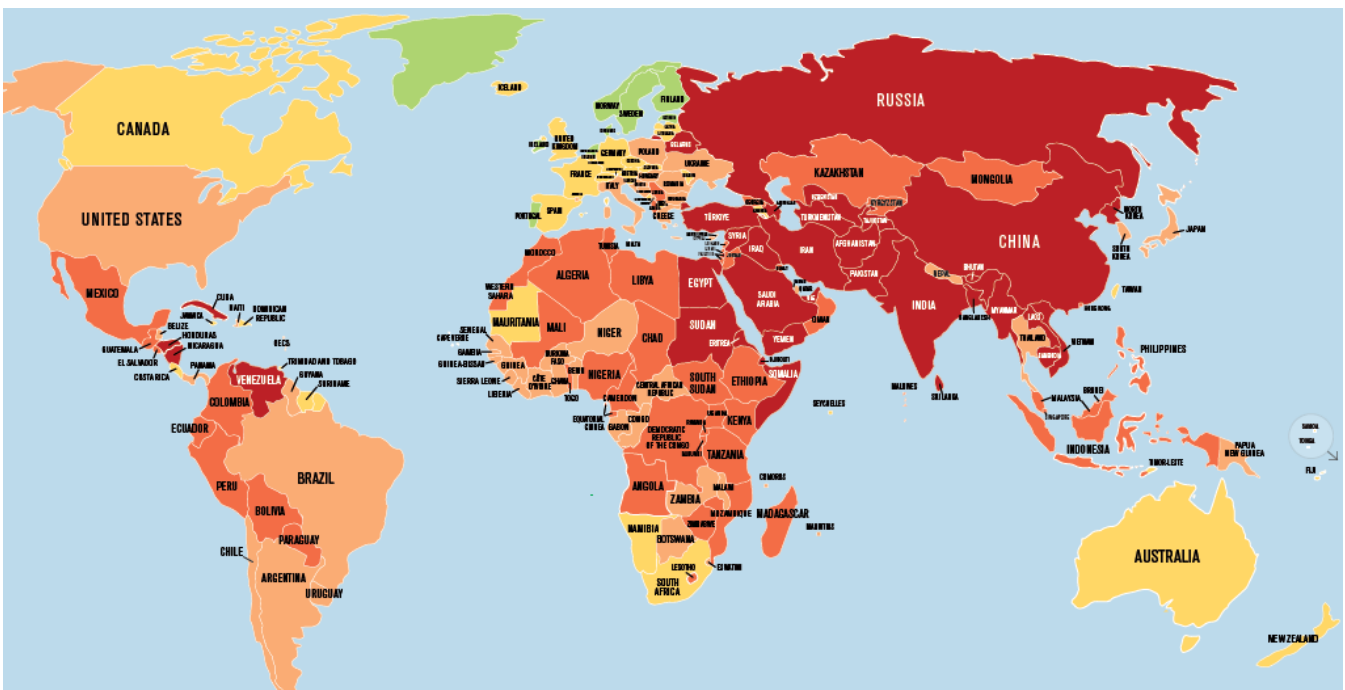 ICELAND
NORWAY
SWEDEN
FINLAND
RUSSIA
CANADA
IRELAND
UNITED
KINGDOM
GERMANY
POLAND
BELARUS
UKRAINE
FRANCE
ITALY
PORTUGAL
SPAIN
GREECE
KAZAKHSTAN
MONGOLIA
UNITED STATES
TÜRKİYE
TURKMENISTAN
KYRGYZSTAN
TAJIKISTAN
NORTH
KOREA
SOUTH
KOREA
JAPAN
CHINA
MOROCCO
TUNISIA
MALTA
ALGERIA
LIBYA
EGYPT
SYRIA
IRAQ
IRAN
AFGHANISTAN
PAKISTAN
NEPAL
BHUTAN
INDIA
BANGLADESH
MYANMAR
LAOS
TAIWAN
HONG KONG
WESTERN
SAHARA
SAUDI
ARABIA
UAE
OMAN
YEMEN
MEXICO
CUBA
HAITI
DOMINICAN
REPUBLIC
JAMAICA
BELIZE
HONDURAS
GUATEMALA
NICARAGUA
EL SALVADOR
COSTA RICA
PANAMA
OECS
TRINIDAD AND TOBAGO
VENEZUELA
GUYANA
SURINAME
COLOMBIA
ECUADOR
BRAZIL
PERU
BOLIVIA
PARAGUAY
CHILE
ARGENTINA
URUGUAY
MAURITANIA
MALI
NIGER
CHAD
SUDAN
ERITREA
DJIBOUTI
SOMALIA
SENEGAL
CAPE VERDE
GAMBIA
GUINEA-BISSAU
GUINEA
SIERRA LEONE
LIBERIA
CÔTE
D'IVOIRE
BURKINA
FASO
GHANA
TOGO
BENIN
NIGERIA
CAMEROON
CENTRAL AFRICAN
REPUBLIC
SOUTH
SUDAN
ETHIOPIA
EQUATORIAL
GUINEA
GABON
CONGO
DEMOCRATIC
REPUBLIC
OF THE CONGO
UGANDA
KENYA
RWANDA
BURUNDI
TANZANIA
ANGOLA
ZAMBIA
MALAWI
COMOROS
SEYCHELLES
MOZAMBIQUE
MADAGASCAR
MAURITIUS
ZIMBABWE
NAMIBIA
BOTSWANA
LESOTHO
ESWATINI
SOUTH
AFRICA
MALDIVES
SRI LANKA
THAILAND
CAMBODIA
VIETNAM
PHILIPPINES
BRUNEI
MALAYSIA
SINGAPORE
INDONESIA
TIMOR-LESTE
PAPUA
NEW GUINEA
SAMOA
TONGA
FIJI
AUSTRALIA
NEW ZEALAND